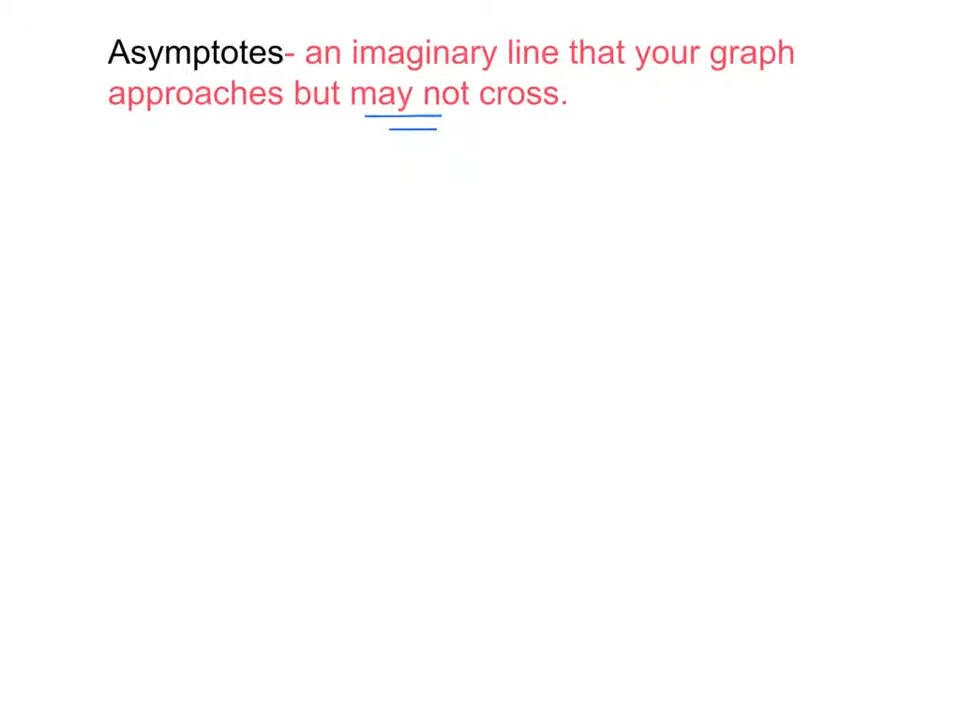 Asymptotes- an imaginary line that your graph
approaches but may not cross.